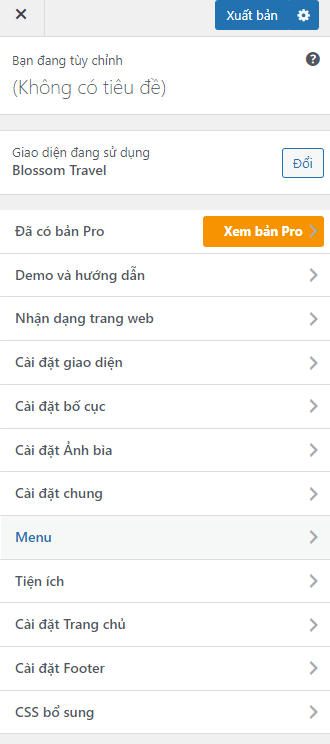 Xuất bản
Bạn đang tùy chỉnh
(Không có tiêu đề)
Giao diện đang sử dụng
Blossom Travel
Đổi
Đã có bản Pro
Xem bản Pro
Demo và hướng dẫn
Nhận dạng trang web
Cài đặt giao diện
Cài đặt bố cục
Cài đặt Ảnh bìa
Cài đặt chung
Menu
Tiện ích
Cài đặt Trang chủ
Cài đặt Footer
CSS bổ sung